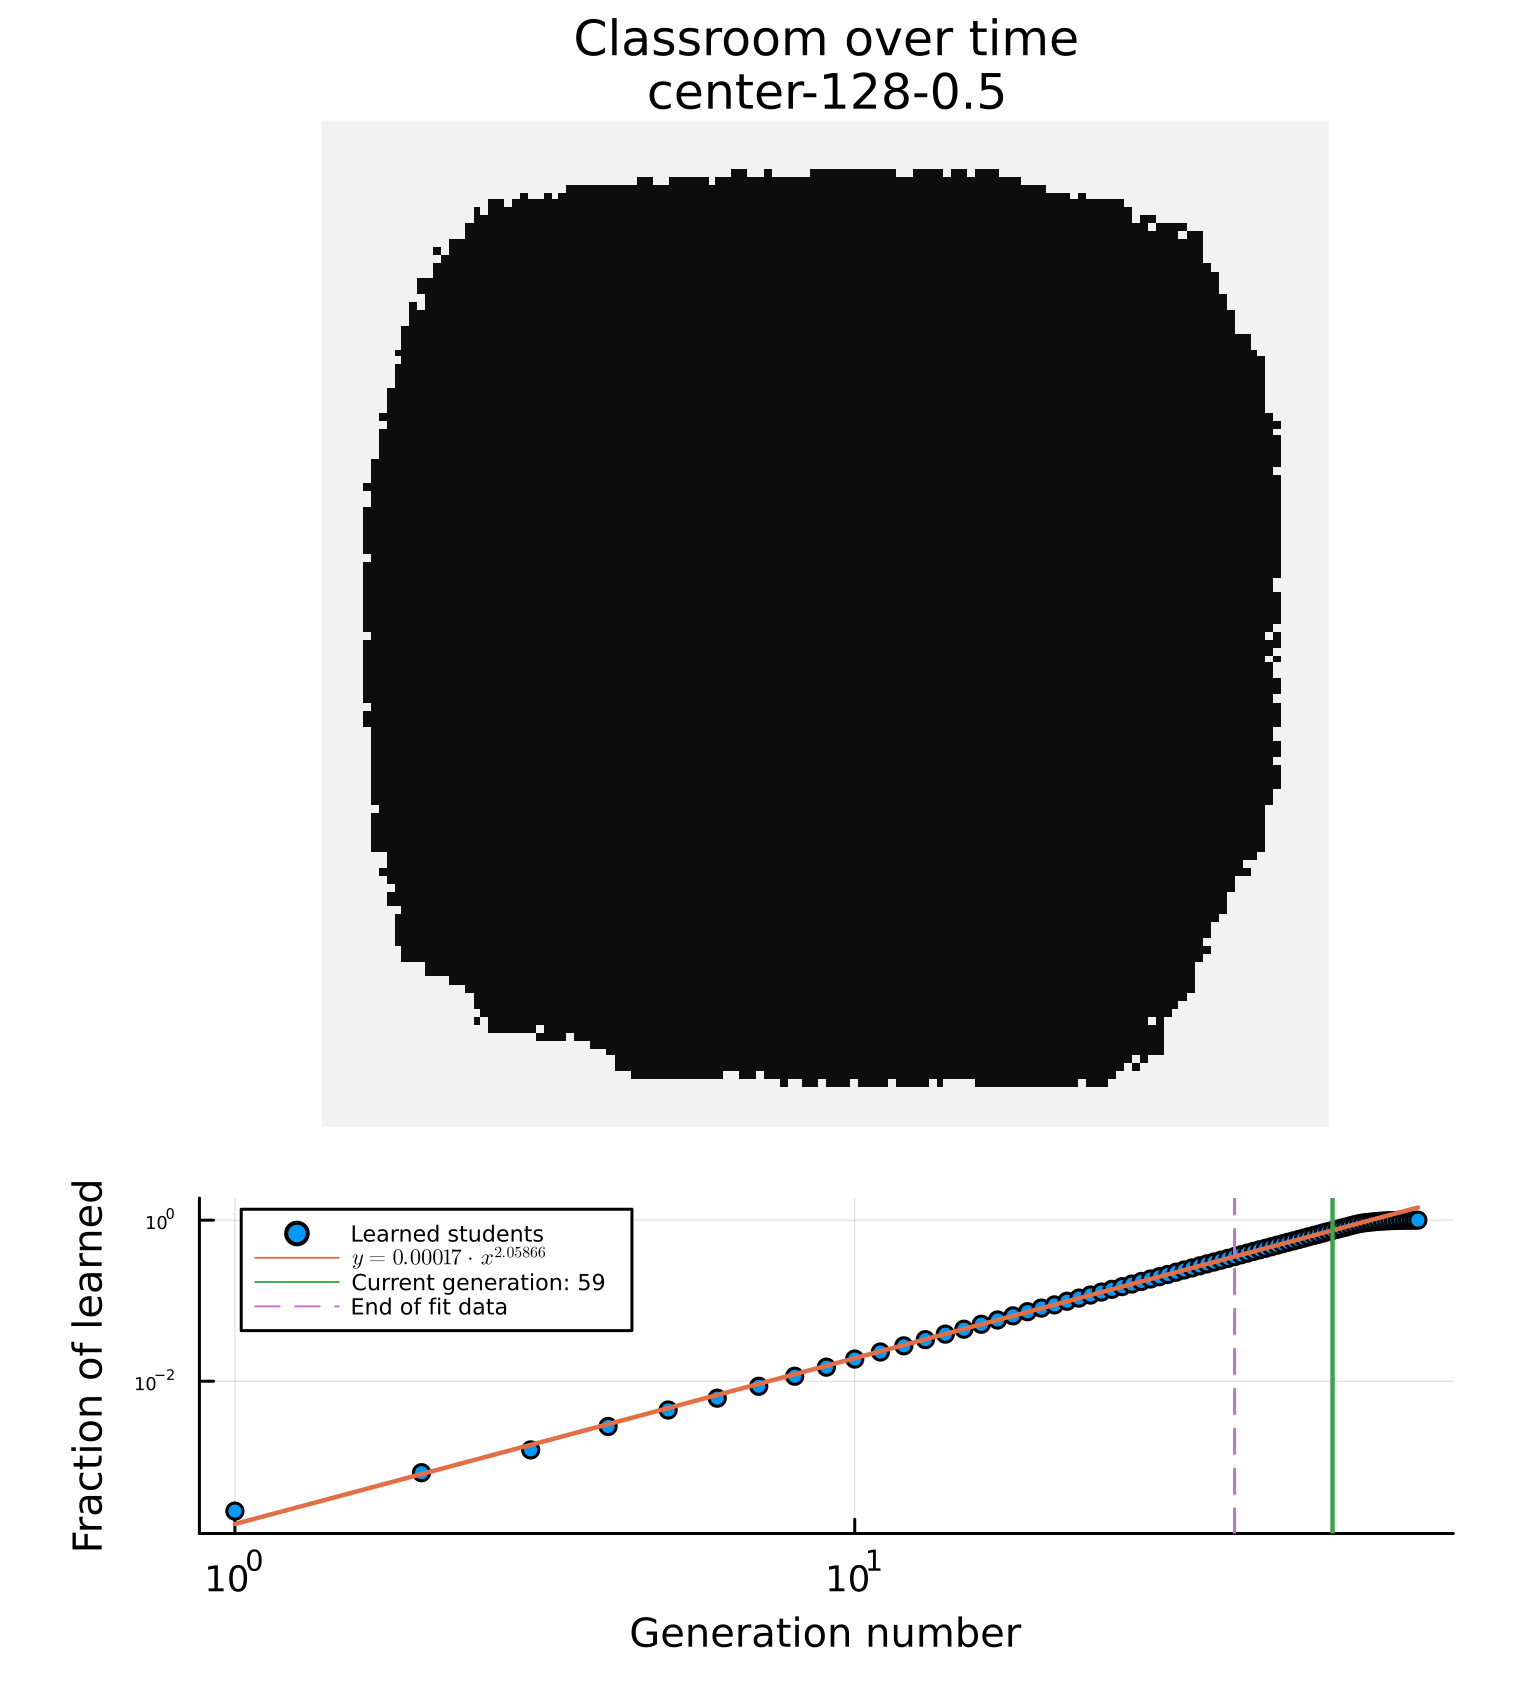 Classroom over time
center-128-0.5
Fraction of learned
10^0
10^-2
Learned students
y = 0.00017 · x^2.05866
Current generation: 59
End of fit data
10^0
10^1
Generation number